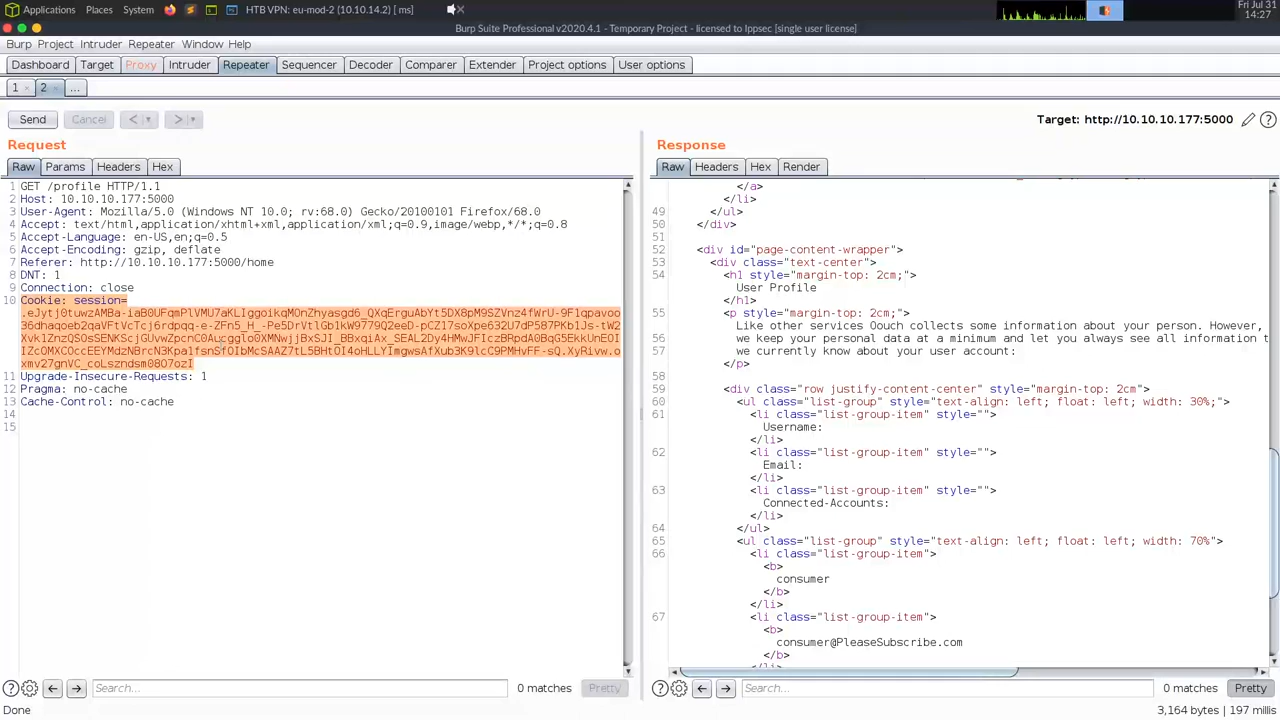 Applications Places System HTB VPN: eu-mod-2 (10.10.14.2) [ ms] Fri Jul 31
14:27
Burp Suite Professional v2020.4.1 - Temporary Project - licensed to Ippsec [single user license]
Burp Project Intruder Repeater Window Help
Dashboard Target Proxy Intruder Repeater Sequencer Decoder Comparer Extender Project options User options
1 × 2 × ...
Send Cancel < > Target: http://10.10.10.177:5000
Request
Raw Params Headers Hex
1 GET /profile HTTP/1.1
2 Host: 10.10.10.177:5000
3 User-Agent: Mozilla/5.0 (Windows NT 10.0; rv:68.0) Gecko/20100101 Firefox/68.0
4 Accept: text/html,application/xhtml+xml,application/xml;q=0.9,image/webp,*/*;q=0.8
5 Accept-Language: en-US,en;q=0.5
6 Accept-Encoding: gzip, deflate
7 Referer: http://10.10.10.177:5000/home
8 DNT: 1
9 Connection: close
10 Cookie: session=
11 Upgrade-Insecure-Requests: 1
12 Pragma: no-cache
13 Cache-Control: no-cache
14
15
Search... 0 matches Pretty
Done
Response
Raw Headers Hex Render
</a>
</li>
49 </ul>
50 </div>
51
52 <div id="page-content-wrapper">
53 <div class="text-center">
54 <h1 style="margin-top: 2cm;">
User Profile
</h1>
55 <p style="margin-top: 2cm;">
Like other services Oouch collects some information about your person. However,
56 we keep your personal data at a minimum and let you always see all information t
57 we currently know about your user account:
</p>
58
59 <div class="row justify-content-center" style="margin-top: 2cm">
60 <ul class="list-group" style="text-align: left; float: left; width: 30%;">
61 <li class="list-group-item" style="">
Username:
</li>
62 <li class="list-group-item" style="">
Email:
</li>
63 <li class="list-group-item" style="">
Connected-Accounts:
</li>
64 </ul>
65 <ul class="list-group" style="text-align: left; float: left; width: 70%">
66 <li class="list-group-item">
<b>
consumer
</b>
</li>
67 <li class="list-group-item">
<b>
consumer@PleaseSubscribe.com
</b>
</li>
Search... 0 matches Pretty
3,164 bytes | 197 millis